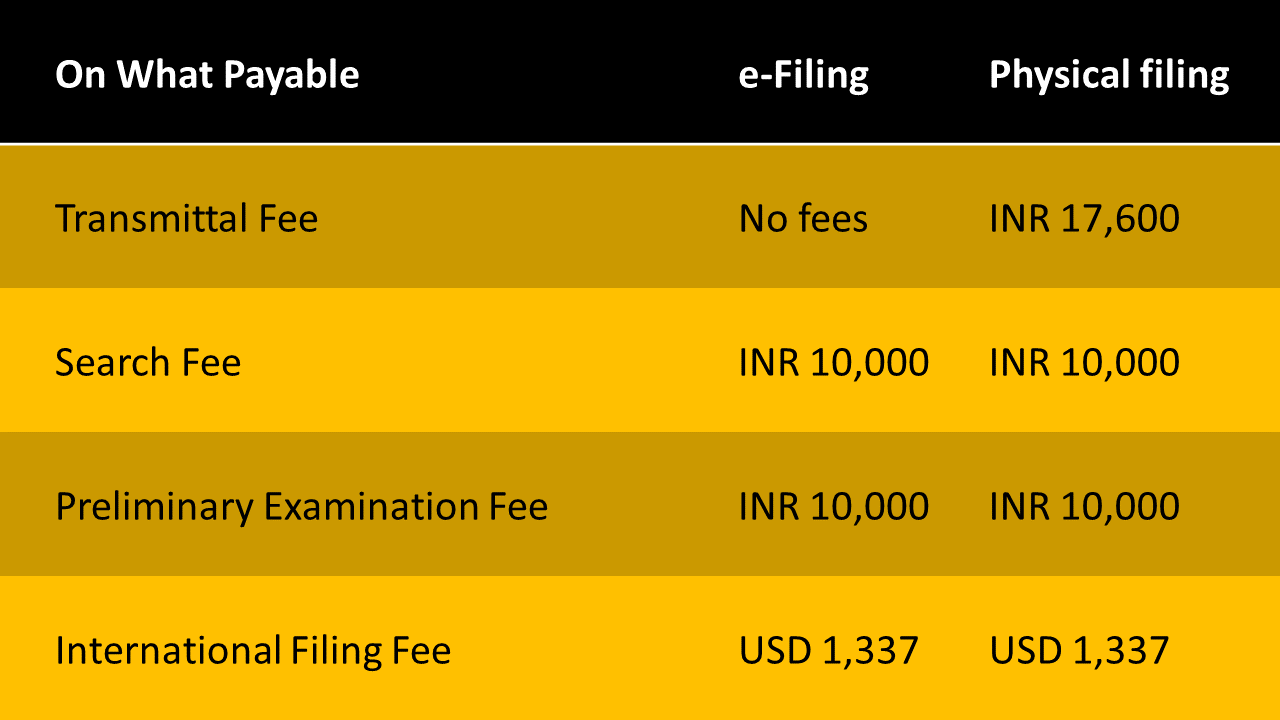 On What Payable e-Filing Physical filing
Transmittal Fee No fees INR 17,600
Search Fee INR 10,000 INR 10,000
Preliminary Examination Fee INR 10,000 INR 10,000
International Filing Fee USD 1,337 USD 1,337